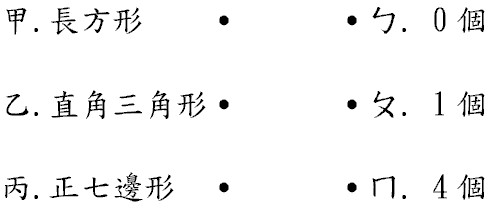 甲.長方形 • • ㄅ. 0個
乙.直角三角形 • • ㄆ. 1個
丙.正七邊形 • • ㄇ. 4個